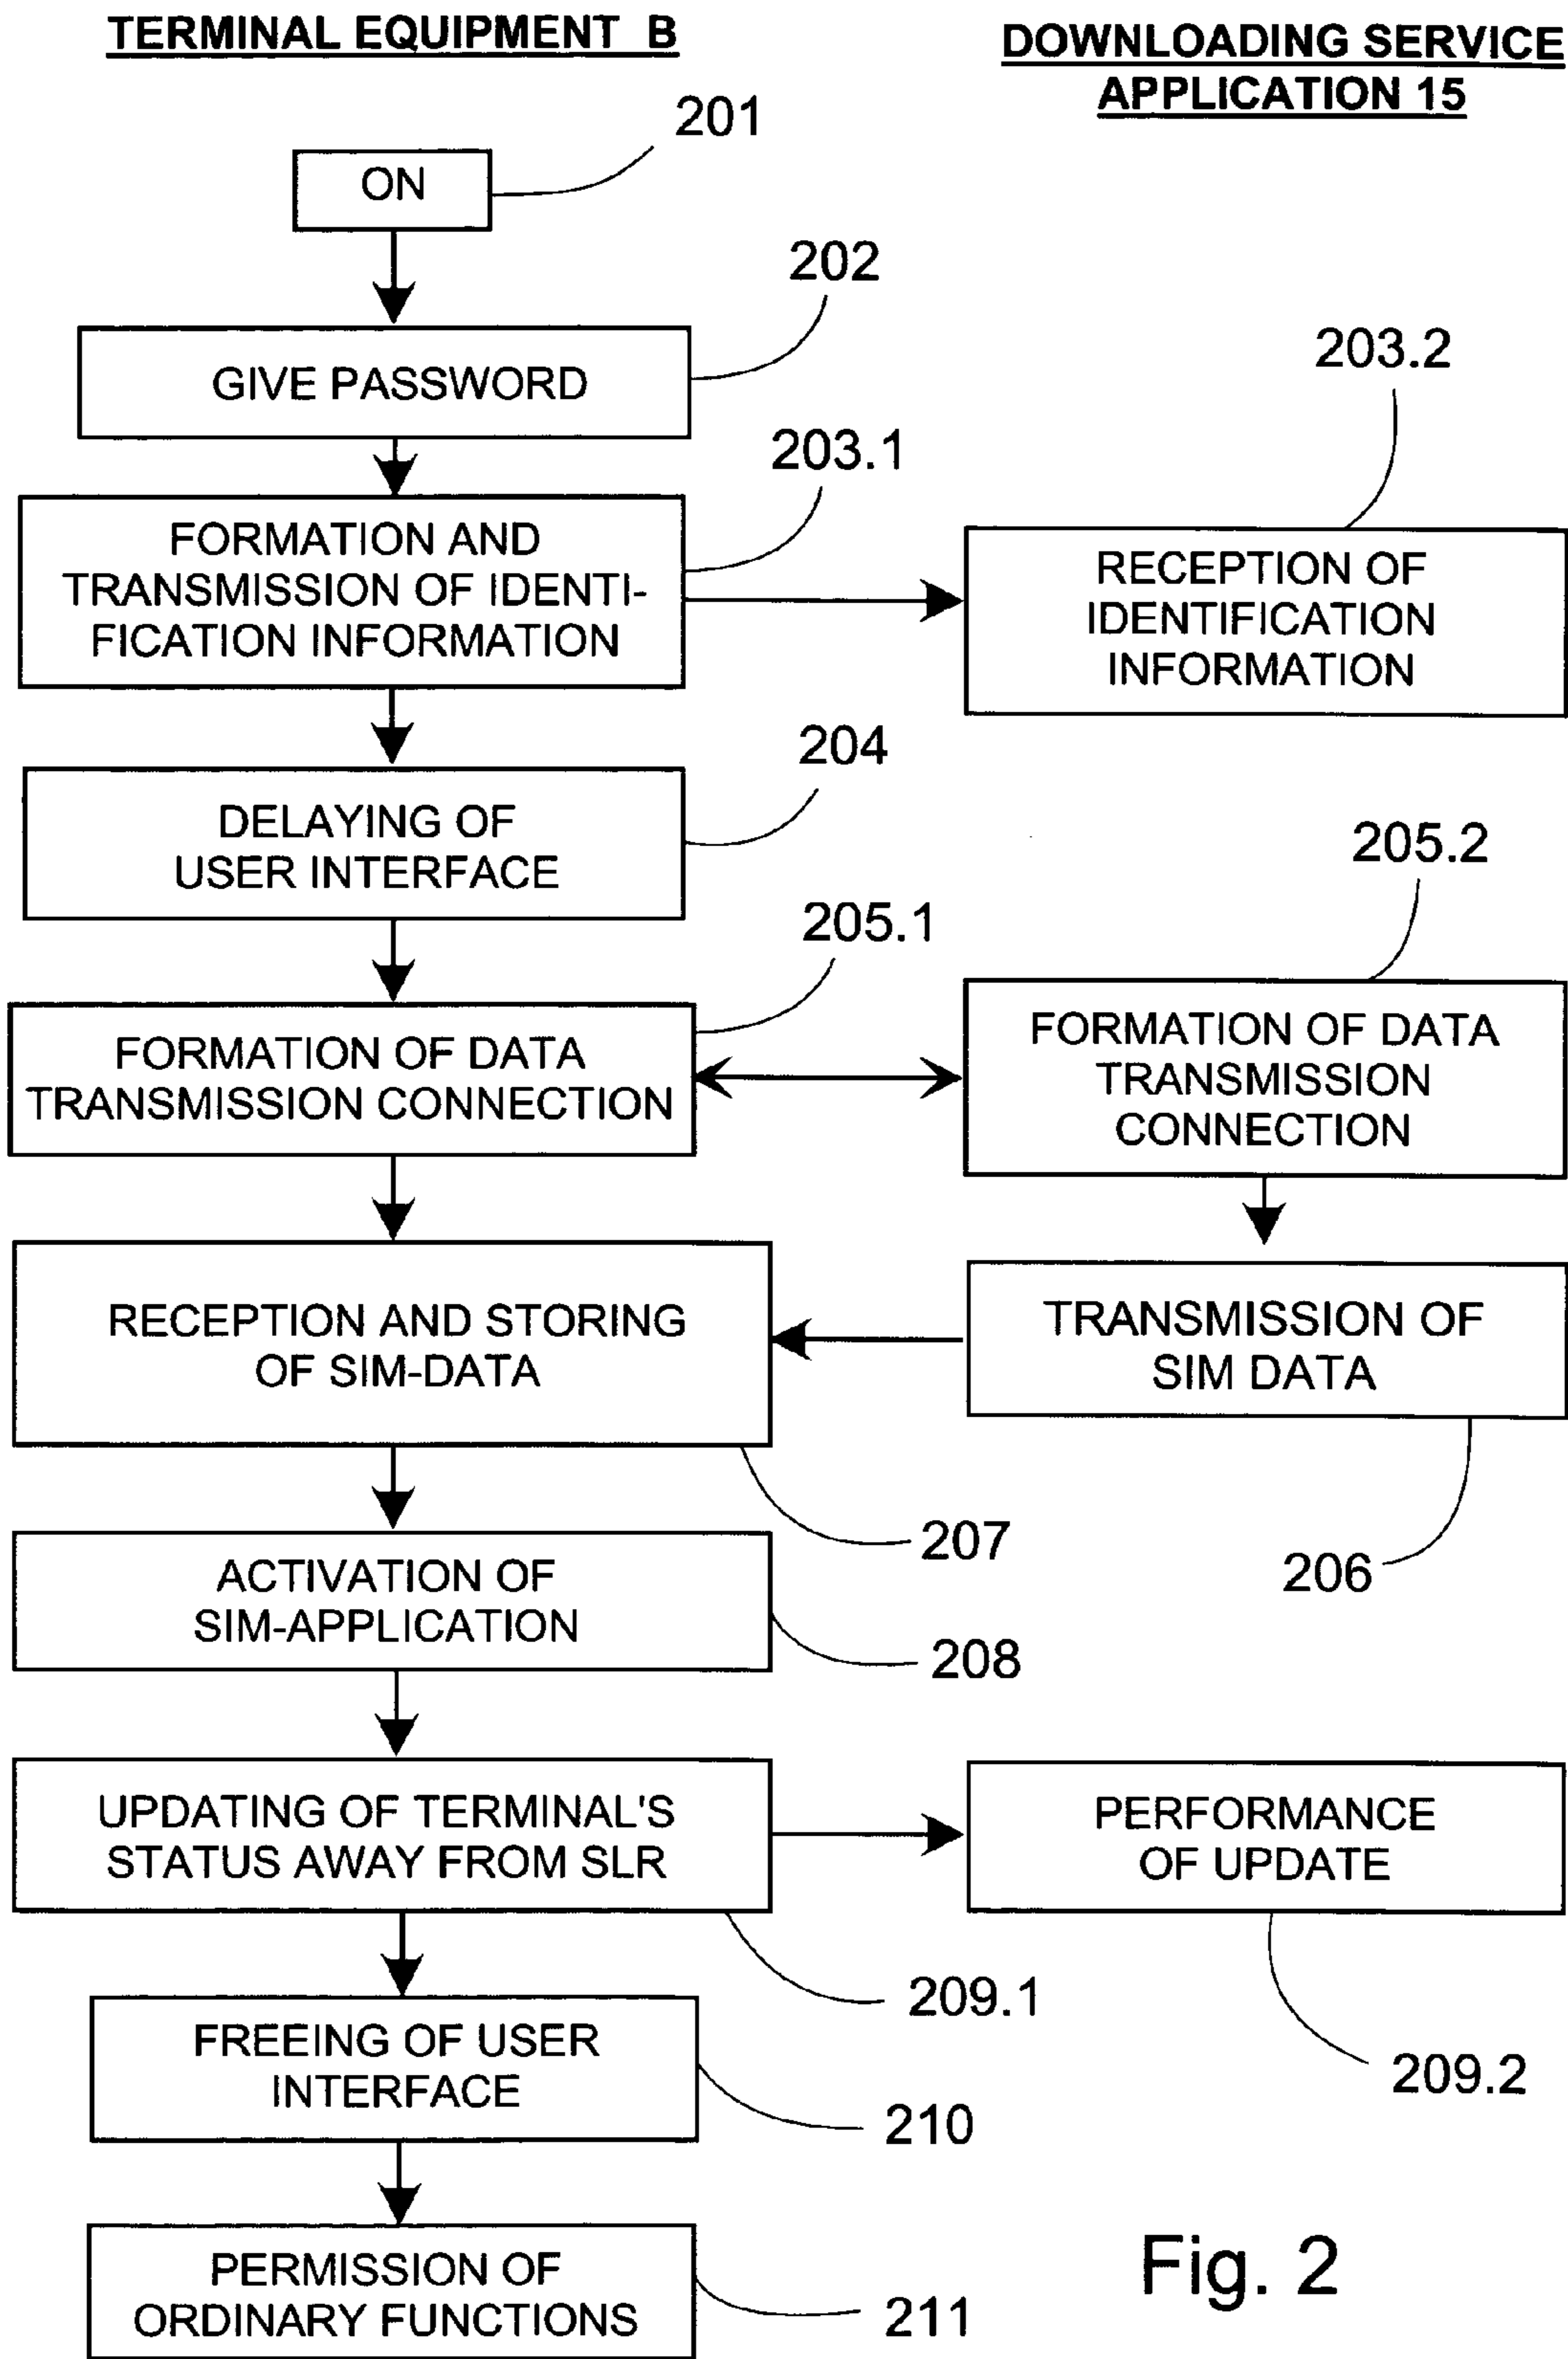 TERMINAL EQUIPMENT B
DOWNLOADING SERVICE
APPLICATION 15
201
ON
202
GIVE PASSWORD
203.2
203.1
FORMATION AND
TRANSMISSION OF IDENTI-
FICATION INFORMATION
RECEPTION OF
IDENTIFICATION
INFORMATION
204
DELAYING OF
USER INTERFACE
205.2
205.1
FORMATION OF DATA
TRANSMISSION CONNECTION
FORMATION OF DATA
TRANSMISSION
CONNECTION
RECEPTION AND STORING
OF SIM-DATA
TRANSMISSION OF
SIM DATA
207
206
ACTIVATION OF
SIM-APPLICATION
208
UPDATING OF TERMINAL'S
STATUS AWAY FROM SLR
PERFORMANCE
OF UPDATE
209.1
209.2
FREEING OF USER
INTERFACE
210
PERMISSION OF
ORDINARY FUNCTIONS
211
Fig. 2